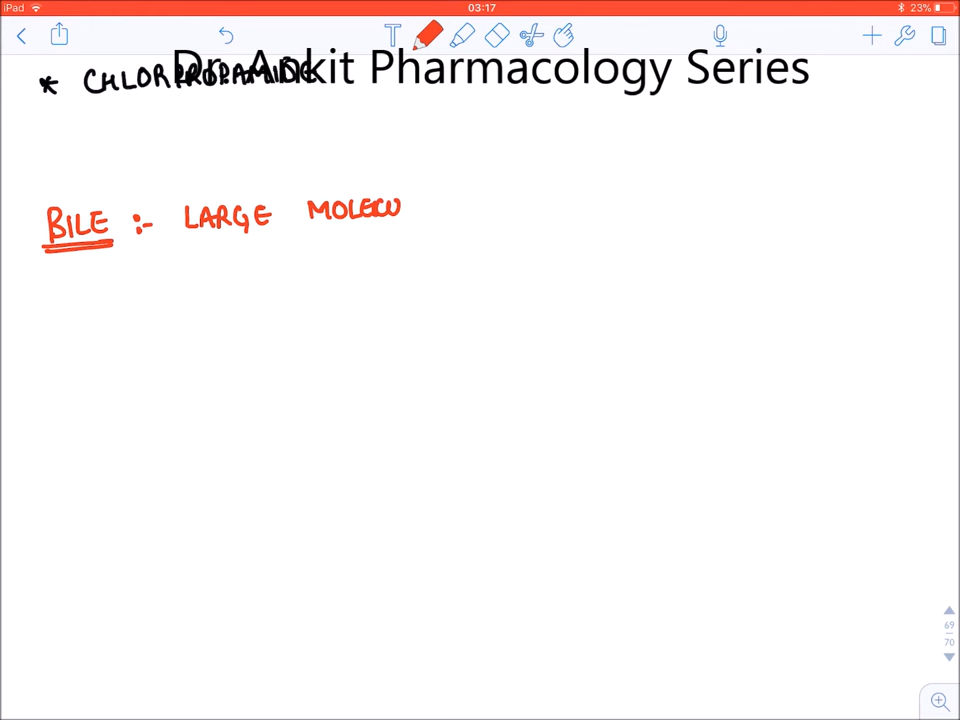 iPad 03:17 23%
T
Dr. Ankit Pharmacology Series
* CHLORPROPAMIDE
BILE :- LARGE MOLECU
69
70